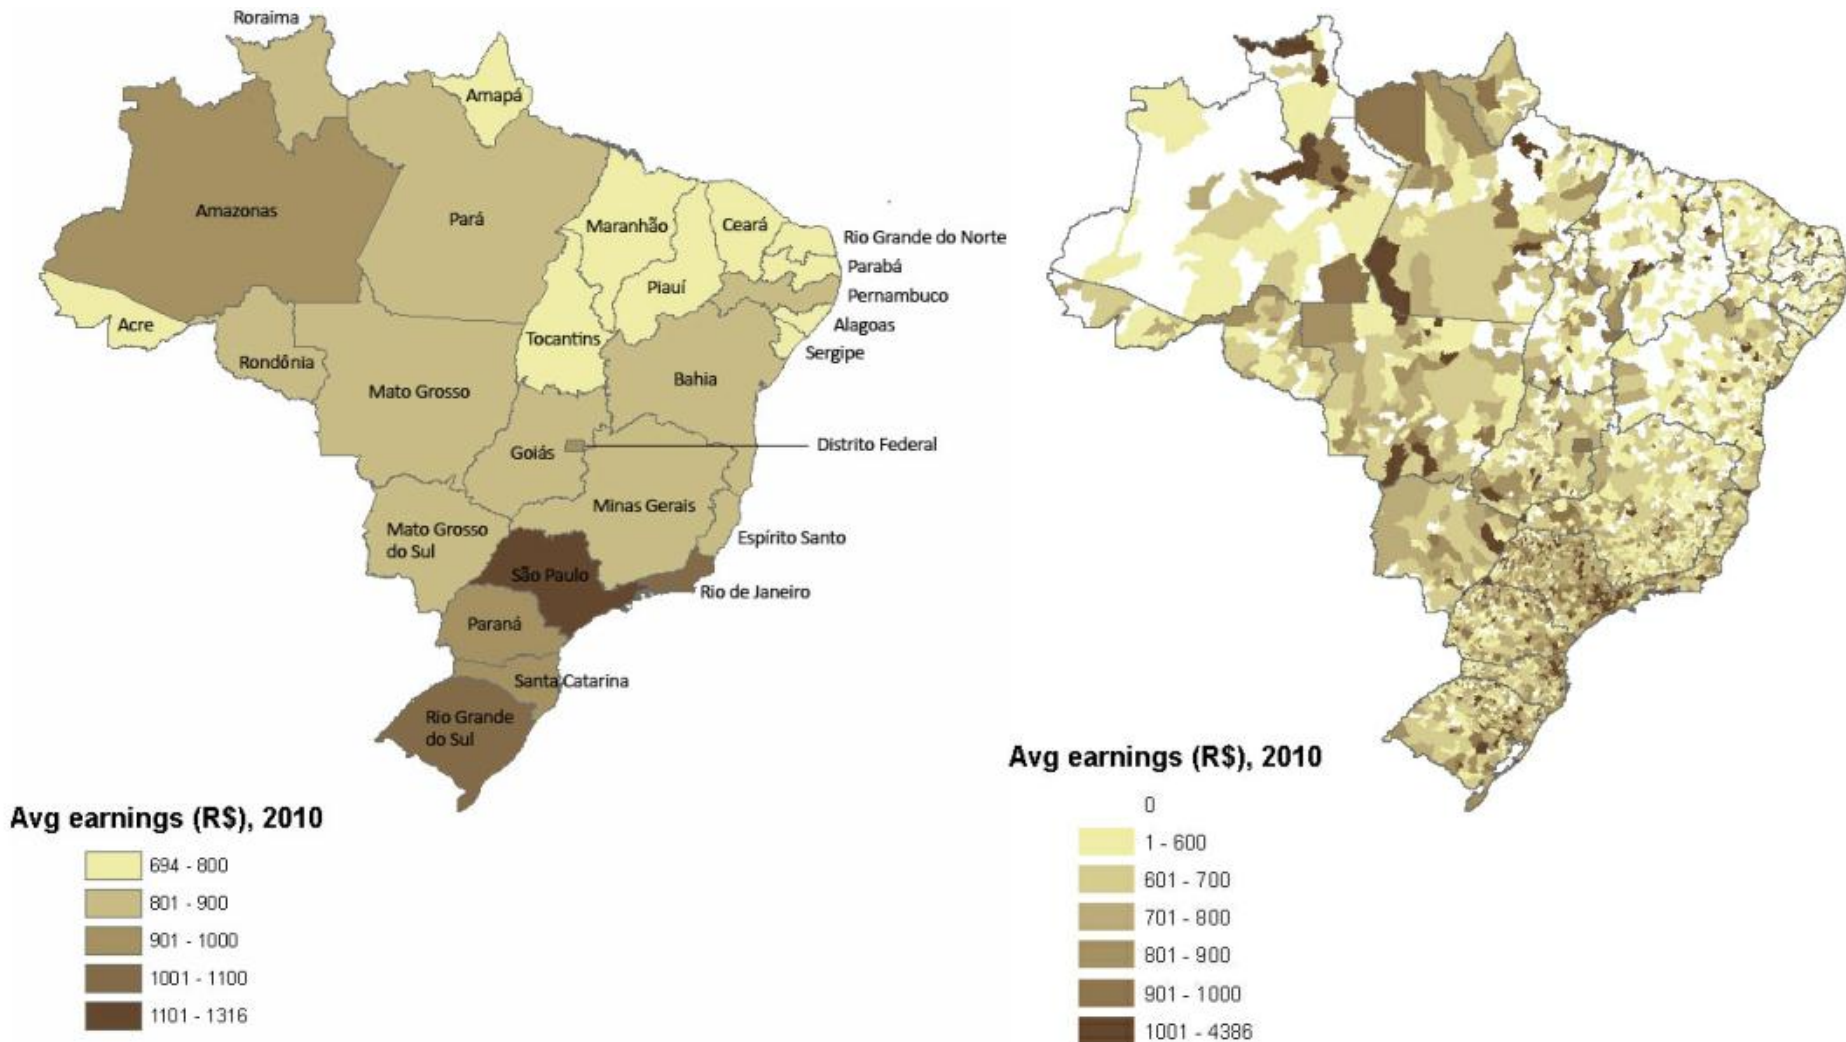 Roraima
Amapá
Amazonas
Pará
Maranhão
Ceará
Rio Grande do Norte
Parabá
Piauí
Pernambuco
Acre
Alagoas
Tocantins
Sergipe
Rondônia
Bahia
Mato Grosso
Distrito Federal
Goiás
Minas Gerais
Mato Grosso
do Sul
Espírito Santo
São Paulo
Rio de Janeiro
Paraná
Santa Catarina
Rio Grande
do Sul
Avg earnings (R$), 2010
694 - 800
801 - 900
901 - 1000
1001 - 1100
1101 - 1316
Avg earnings (R$), 2010
0
1 - 600
601 - 700
701 - 800
801 - 900
901 - 1000
1001 - 4386